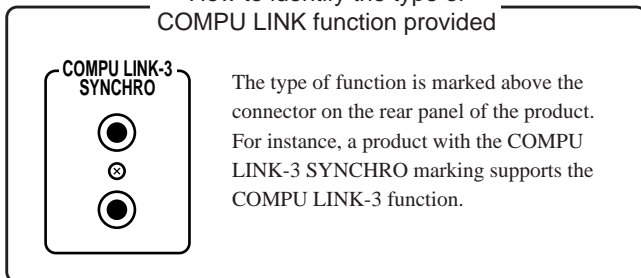 How to identify the type of
COMPU LINK function provided
COMPU LINK-3
SYNCHRO
The type of function is marked above the
connector on the rear panel of the product.
For instance, a product with the COMPU
LINK-3 SYNCHRO marking supports the
COMPU LINK-3 function.